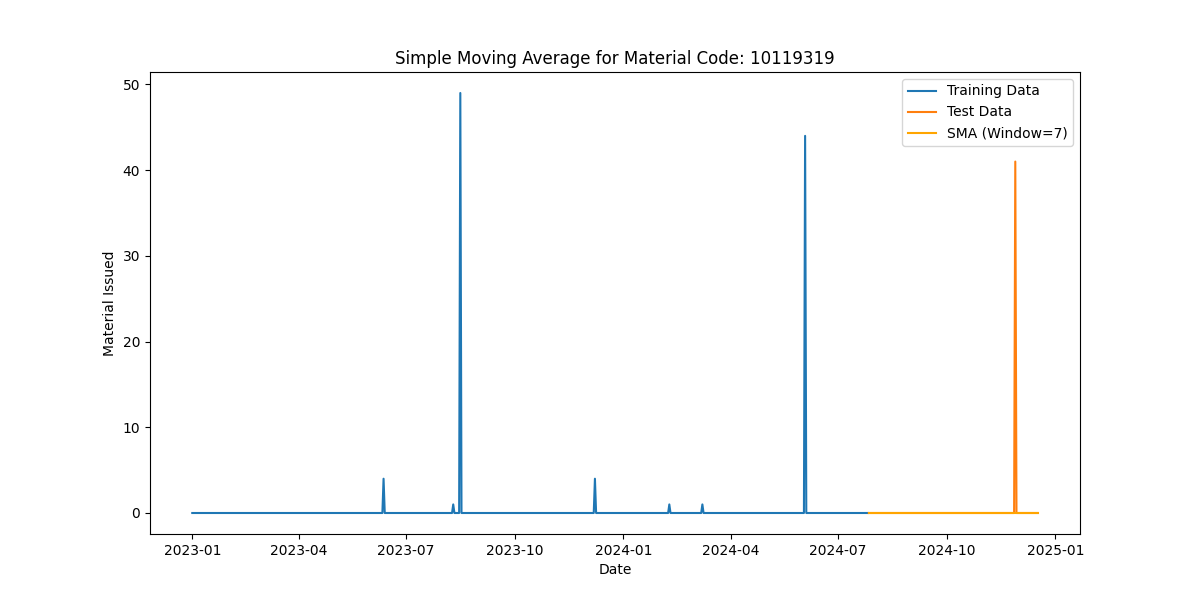 Simple Moving Average for Material Code: 10119319
Training Data
Test Data
SMA (Window=7)
Material Issued
50
40
30
20
10
0
2023-01 2023-04 2023-07 2023-10 2024-01 2024-04 2024-07 2024-10 2025-01
Date